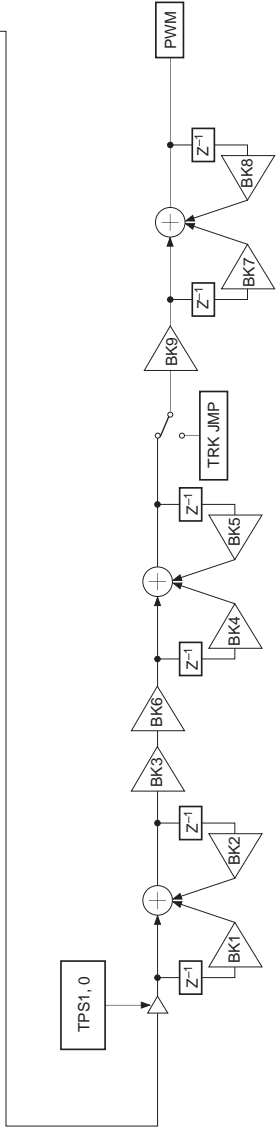 TPS1, 0
Z⁻¹
BK1
Z⁻¹
BK2
BK3
BK6
Z⁻¹
BK4
Z⁻¹
BK5
TRK JMP
BK9
Z⁻¹
BK7
Z⁻¹
BK8
PWM